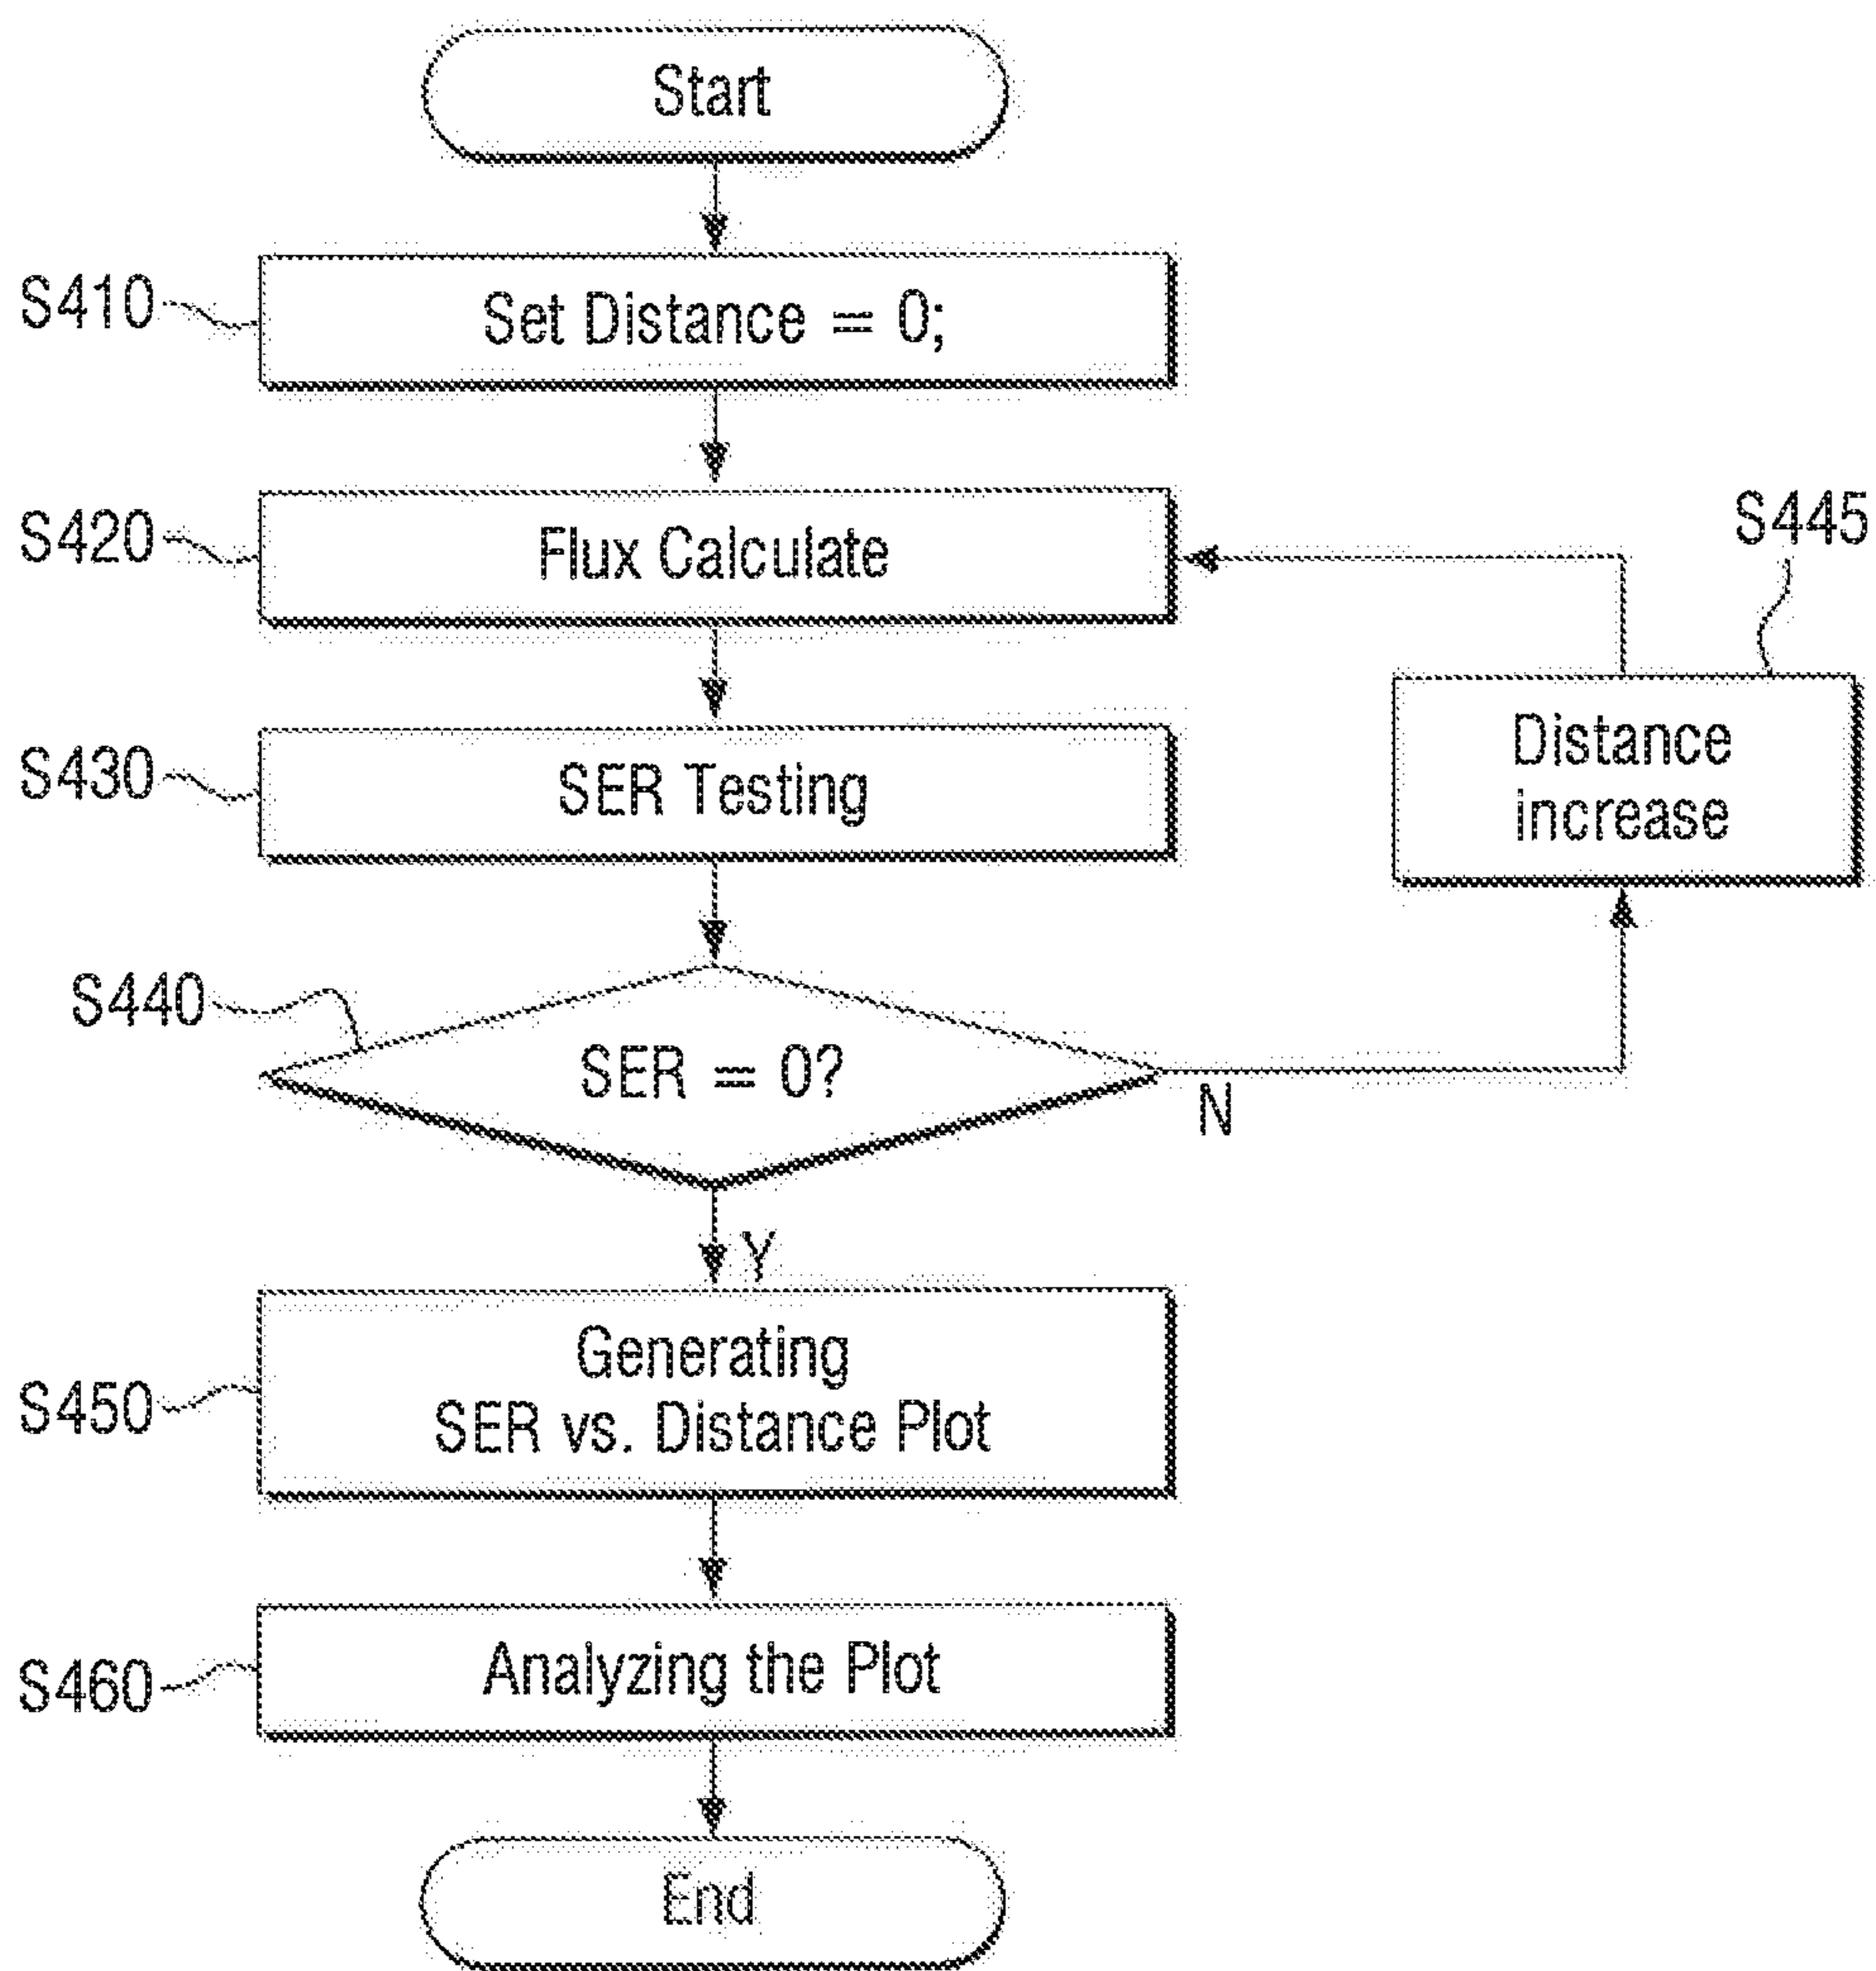 Start
S410
Set Distance = 0;
S420
Flux Calculate
S445
S430
SER Testing
Distance
increase
S440
SER = 0?
N
Y
S450
Generating
SER vs. Distance Plot
S460
Analyzing the Plot
End